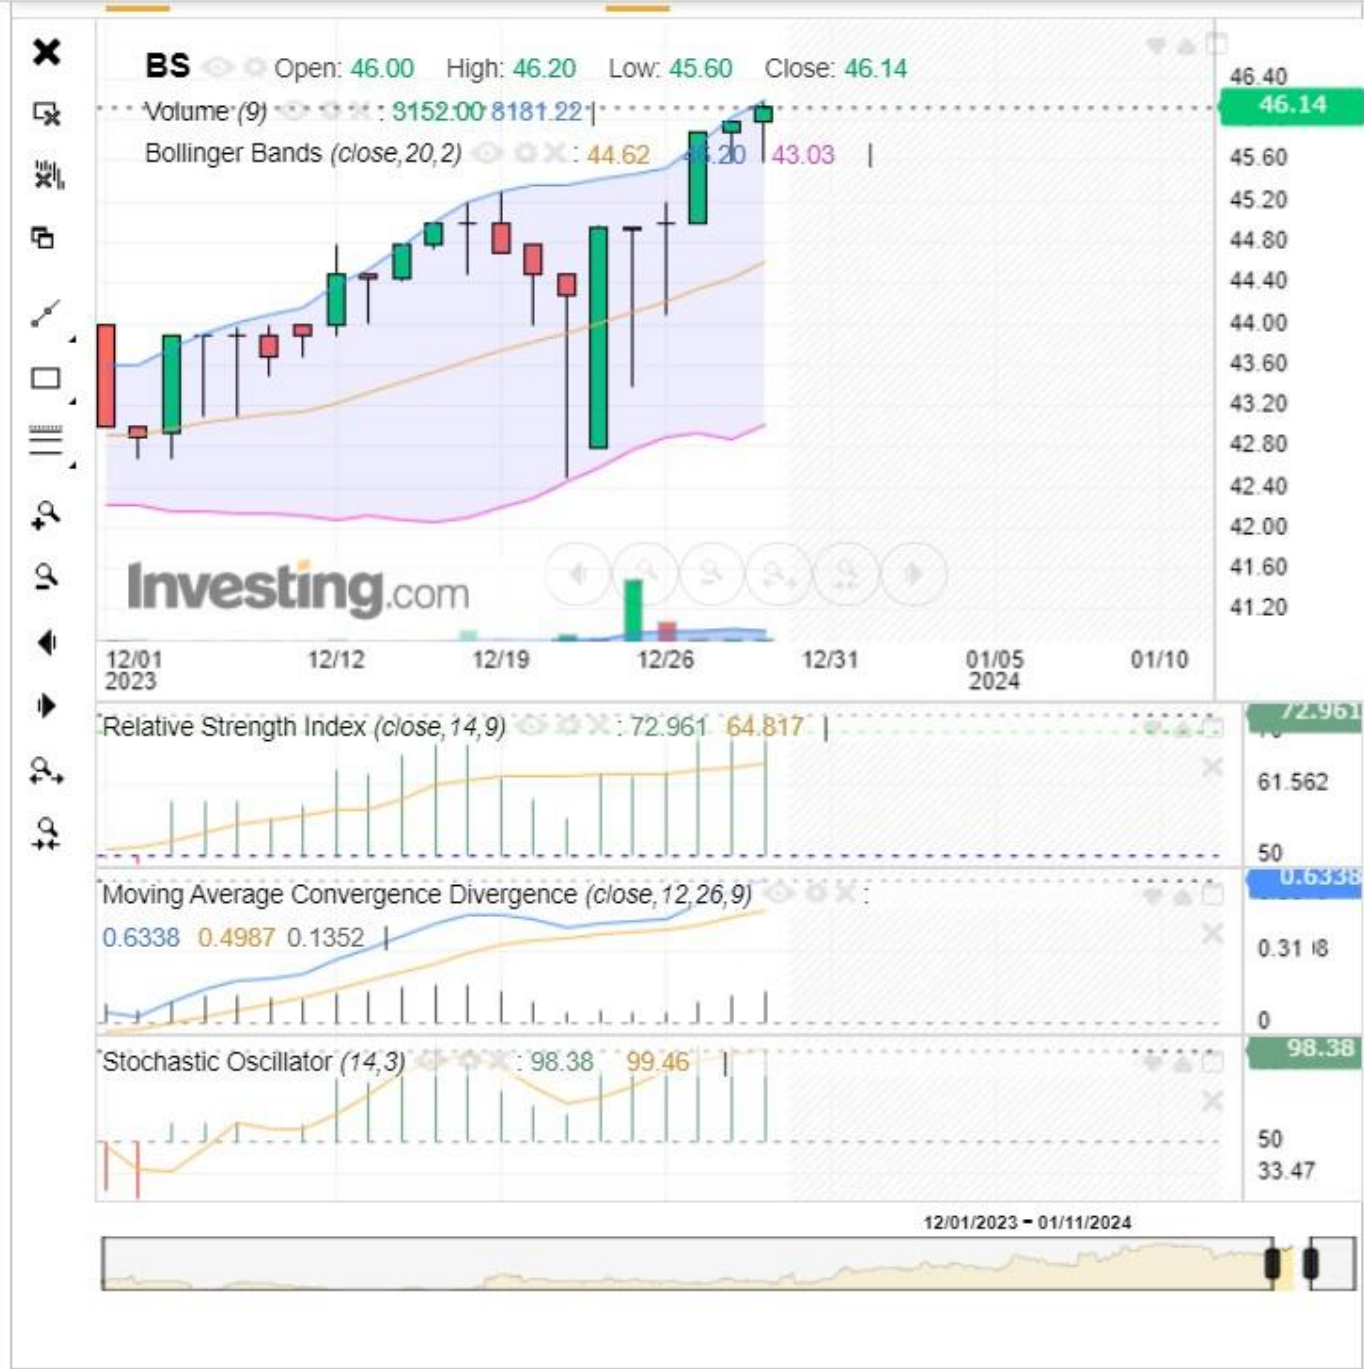 BS Open: 46.00 High: 46.20 Low: 45.60 Close: 46.14
Volume (9) : 3152.00 8181.22 |
Bollinger Bands (close,20,2) : 44.62 46.20 43.03 |
46.40
46.14
45.60
45.20
44.80
44.40
44.00
43.60
43.20
42.80
42.40
42.00
41.60
41.20
Investing.com
12/01 12/12 12/19 12/26 12/31 01/05 01/10
2023 2024
Relative Strength Index (close,14,9) : 72.961 64.817 |
72.961
61.562
50
Moving Average Convergence Divergence (close,12,26,9) :
0.6338 0.4987 0.1352 |
0.6338
0
Stochastic Oscillator (14,3) : 98.38 99.46 |
98.38
50
33.47
12/01/2023 - 01/11/2024